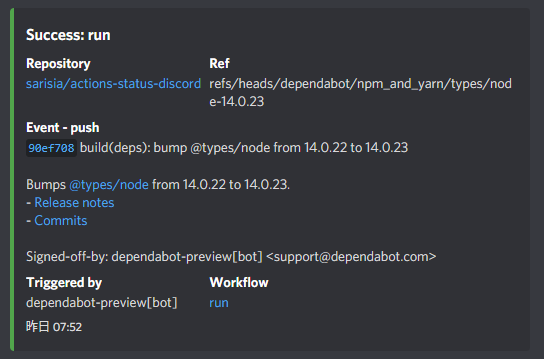 Success: run
Repository Ref
sarisia/actions-status-discord refs/heads/dependabot/npm_and_yarn/types/nod
e-14.0.23
Event - push
90ef708 build(deps): bump @types/node from 14.0.22 to 14.0.23
Bumps @types/node from 14.0.22 to 14.0.23.
- Release notes
- Commits
Signed-off-by: dependabot-preview[bot] <support@dependabot.com>
Triggered by Workflow
dependabot-preview[bot] run
昨日 07:52